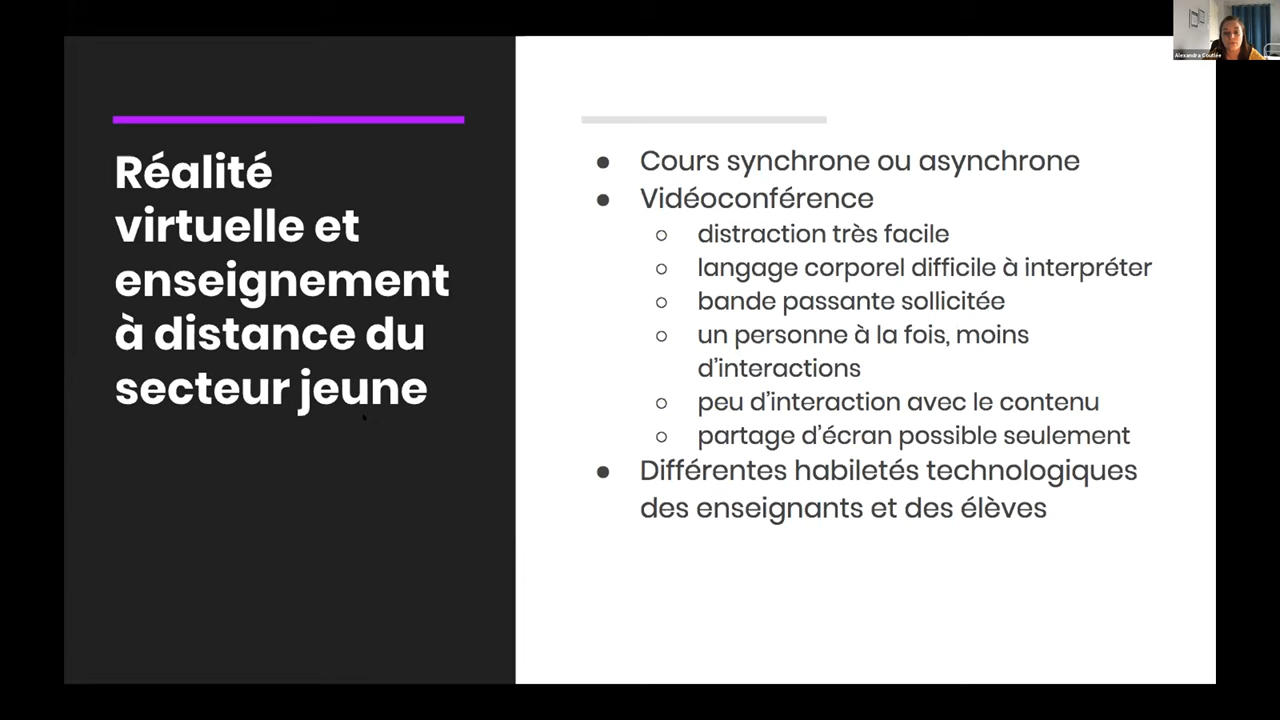 Réalité
virtuelle et
enseignement
à distance du
secteur jeune
● Cours synchrone ou asynchrone
● Vidéoconférence
○ distraction très facile
○ langage corporel difficile à interpréter
○ bande passante sollicitée
○ un personne à la fois, moins
d'interactions
○ peu d'interaction avec le contenu
○ partage d'écran possible seulement
● Différentes habiletés technologiques
des enseignants et des élèves
Alexandra Coutlée